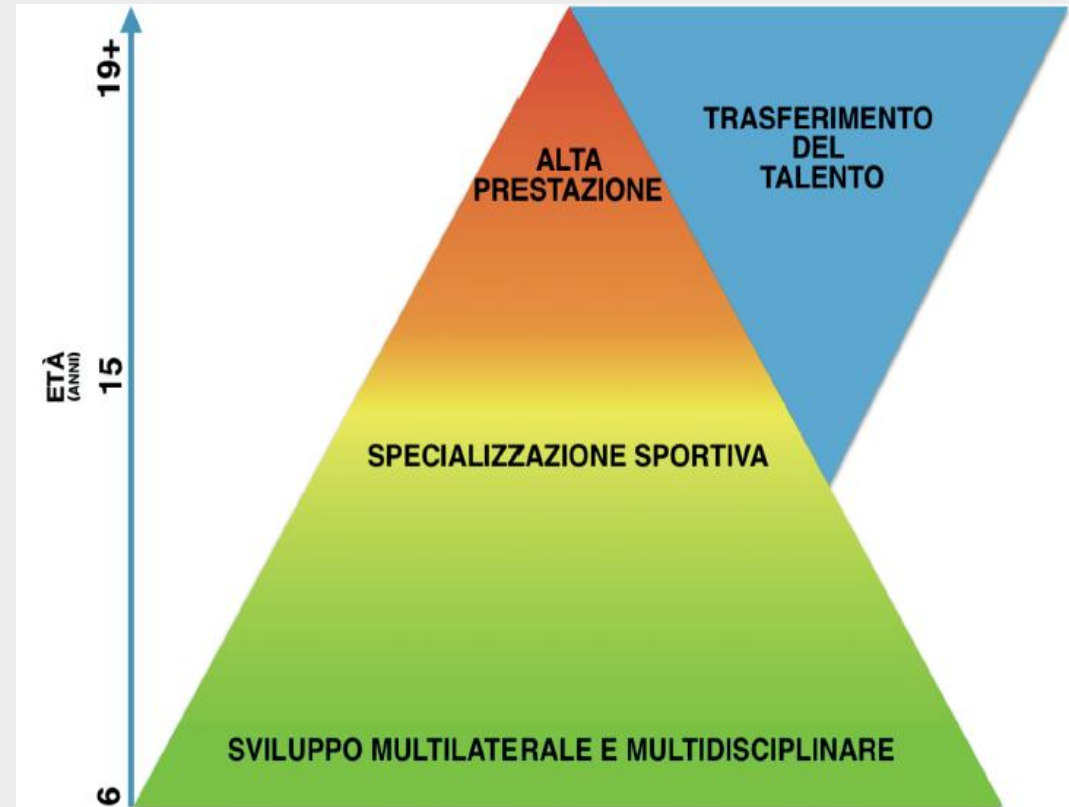 19+
TRASFERIMENTO
DEL
TALENTO
ALTA
PRESTAZIONE
ETÀ
(ANNI)
15
SPECIALIZZAZIONE SPORTIVA
SVILUPPO MULTILATERALE E MULTIDISCIPLINARE
6